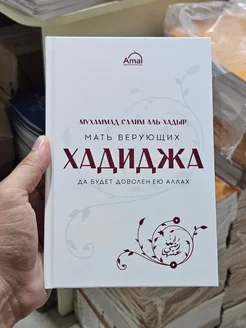 Amal
МУХАММАД САЛИМ АЛЬ ХАДЫР
МАТЬ ВЕРУЮЩИХ
ХАДИДЖА
ДА БУДЕТ ДОВОЛЕН ЕЮ АЛЛАХ